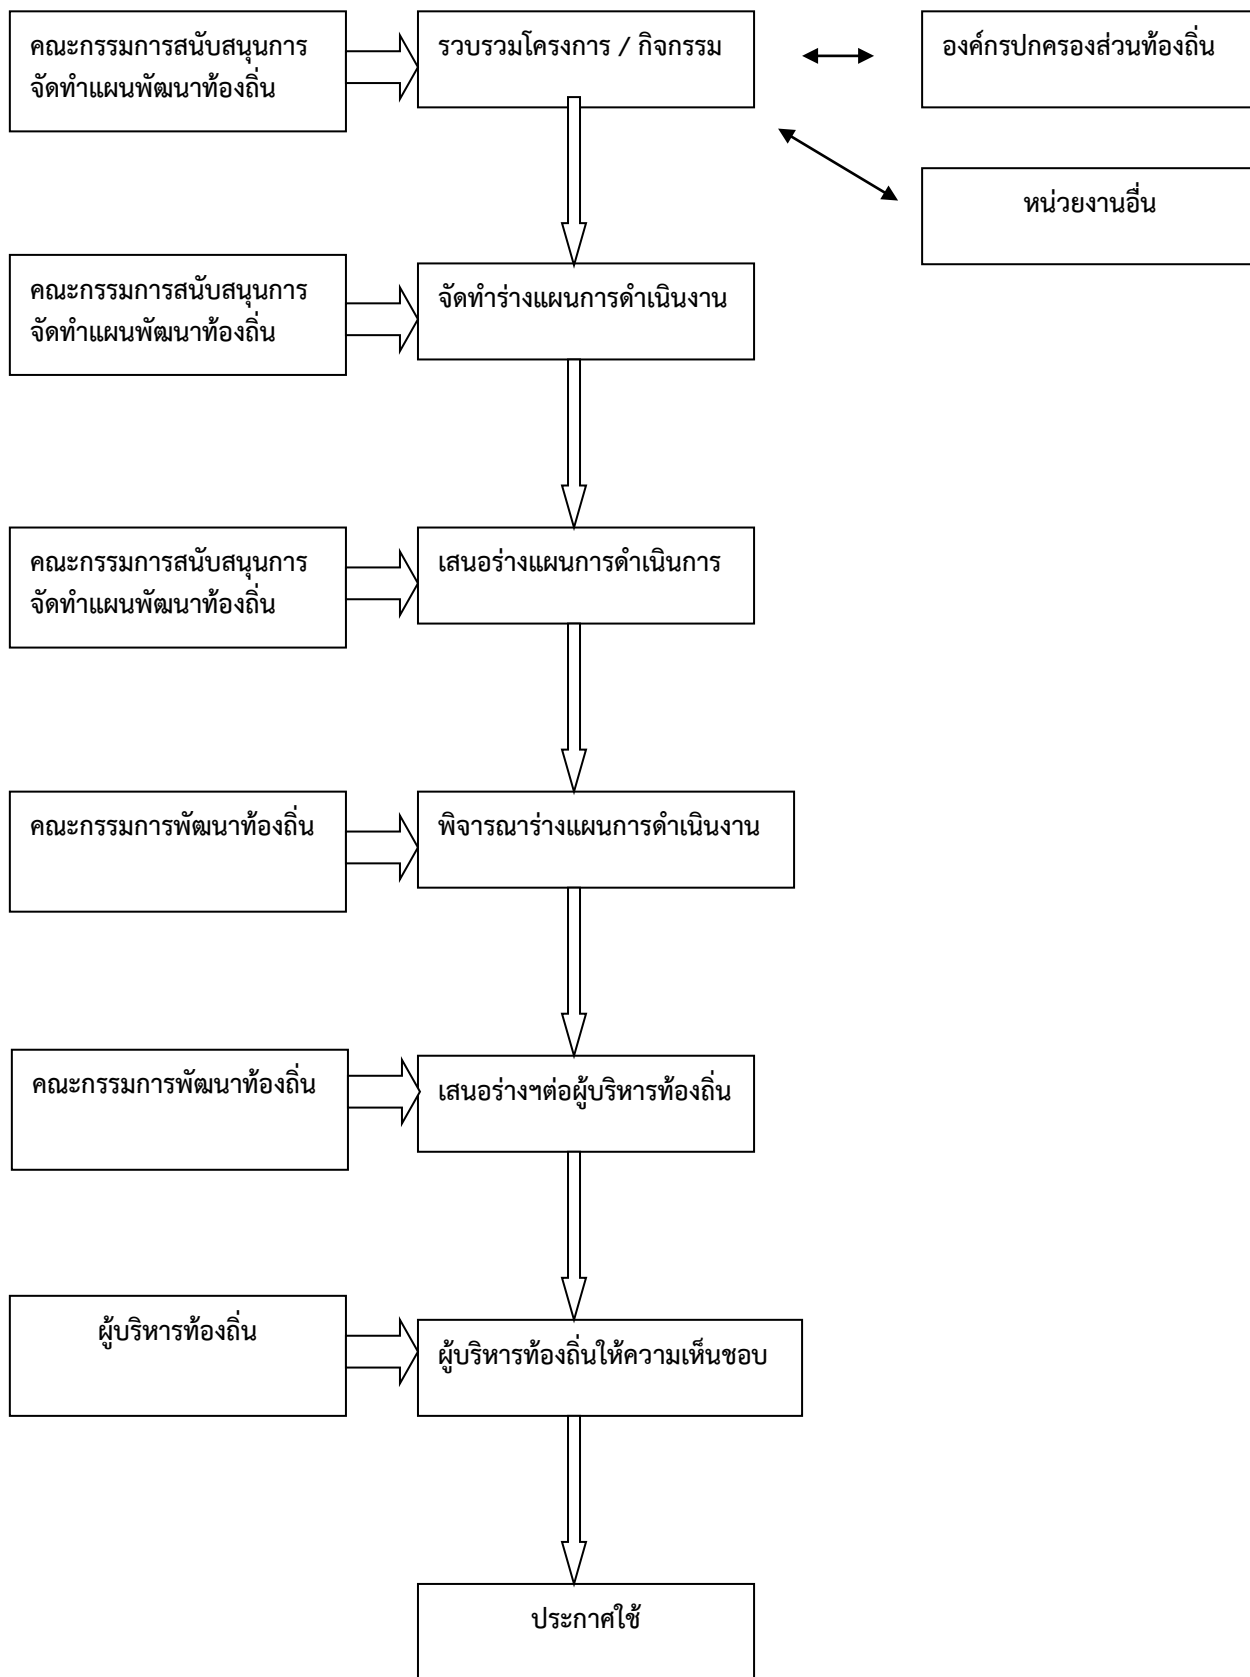 คณะกรรมการสนับสนุนการ
จัดทำแผนพัฒนาท้องถิ่น
รวบรวมโครงการ / กิจกรรม
องค์กรปกครองส่วนท้องถิ่น
หน่วยงานอื่น
คณะกรรมการสนับสนุนการ
จัดทำแผนพัฒนาท้องถิ่น
จัดทำร่างแผนการดำเนินงาน
คณะกรรมการสนับสนุนการ
จัดทำแผนพัฒนาท้องถิ่น
เสนอร่างแผนการดำเนินการ
คณะกรรมการพัฒนาท้องถิ่น
พิจารณาร่างแผนการดำเนินงาน
คณะกรรมการพัฒนาท้องถิ่น
เสนอร่างฯต่อผู้บริหารท้องถิ่น
ผู้บริหารท้องถิ่น
ผู้บริหารท้องถิ่นให้ความเห็นชอบ
ประกาศใช้